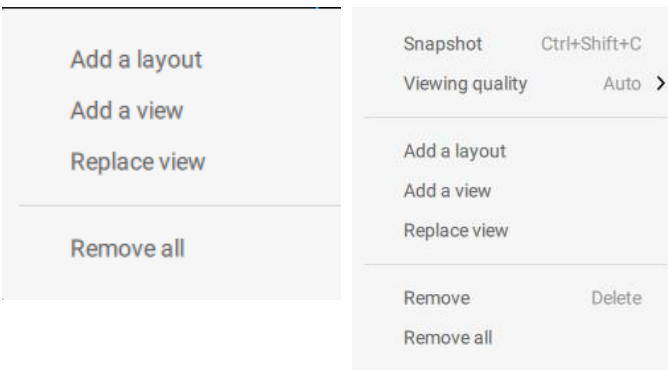 Add a layout
Add a view
Replace view
Remove all
Snapshot Ctrl+Shift+C
Viewing quality Auto
Add a layout
Add a view
Replace view
Remove Delete
Remove all